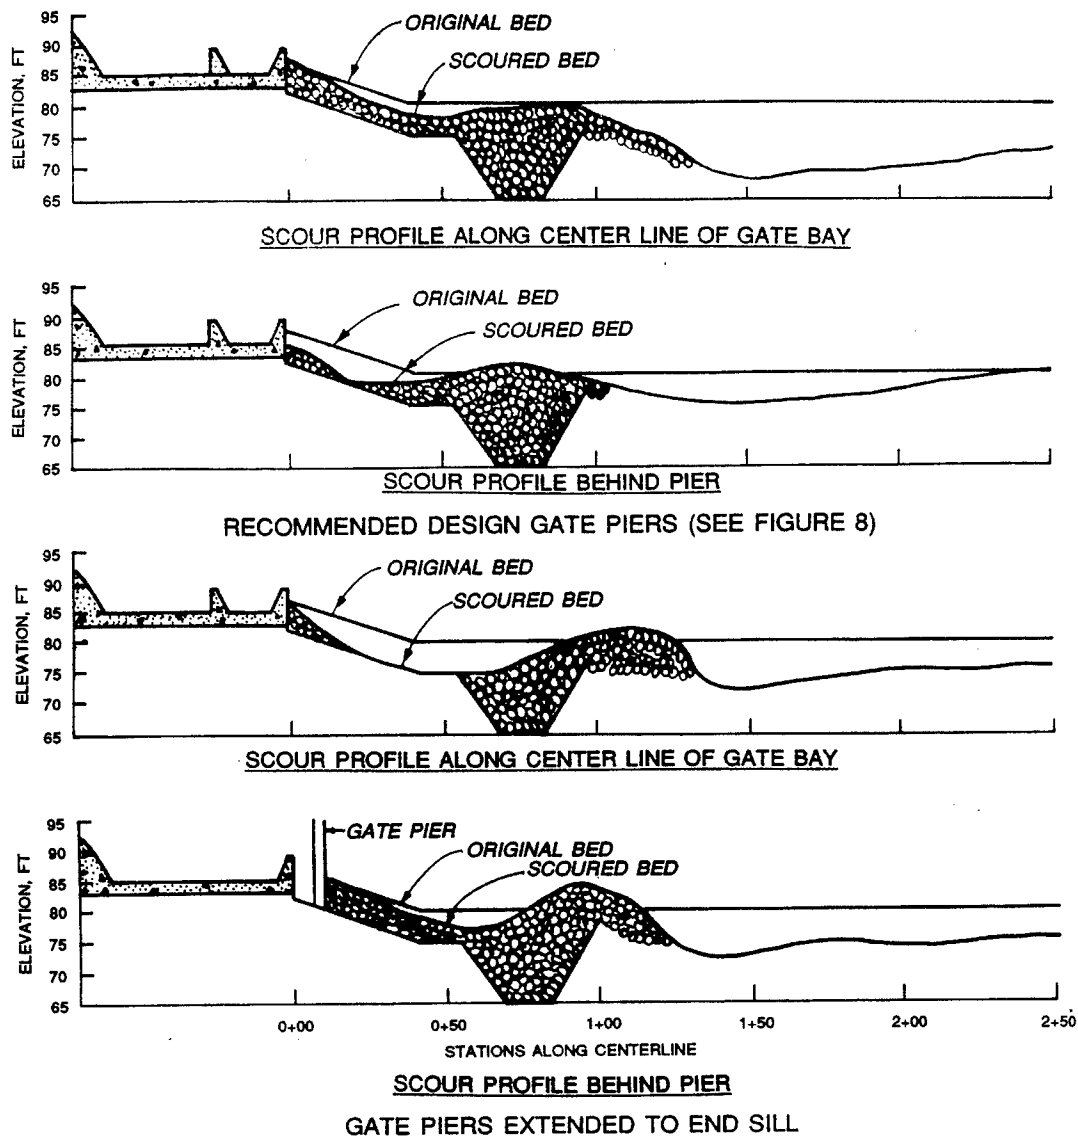 95
90
85
80
75
70
65
ELEVATION, FT
ORIGINAL BED
SCOURED BED
SCOUR PROFILE ALONG CENTER LINE OF GATE BAY
95
90
85
80
75
70
65
ELEVATION, FT
ORIGINAL BED
SCOURED BED
SCOUR PROFILE BEHIND PIER
RECOMMENDED DESIGN GATE PIERS (SEE FIGURE 8)
95
90
85
80
75
70
65
ELEVATION, FT
ORIGINAL BED
SCOURED BED
SCOUR PROFILE ALONG CENTER LINE OF GATE BAY
95
90
85
80
75
70
65
ELEVATION, FT
GATE PIER
ORIGINAL BED
SCOURED BED
0+00 0+50 1+00 1+50 2+00 2+50
STATIONS ALONG CENTERLINE
SCOUR PROFILE BEHIND PIER
GATE PIERS EXTENDED TO END SILL